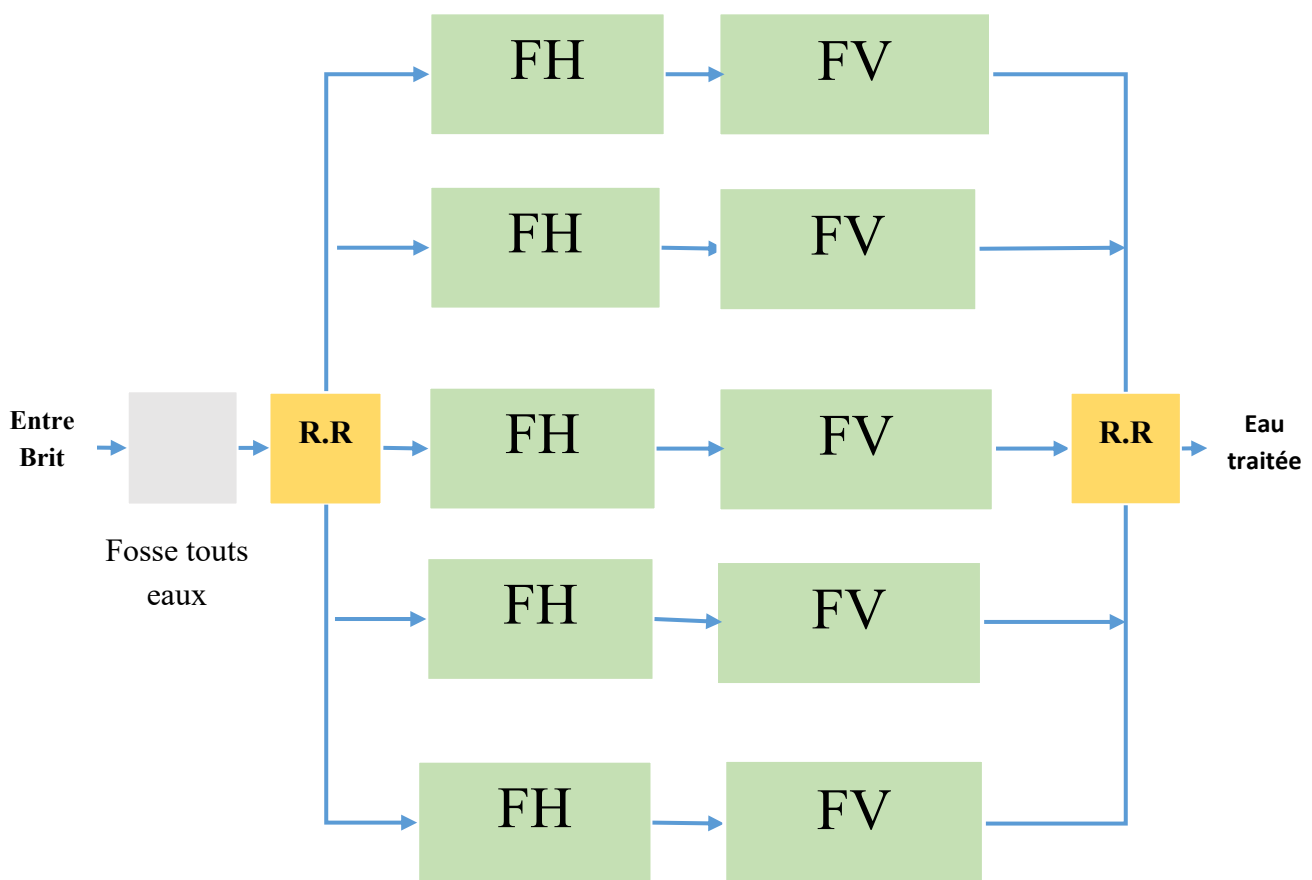 FH
FV
FH
FV
Entre
Brit
R.R
FH
FV
R.R
Eau
traitée
Fosse touts
eaux
FH
FV
FH
FV